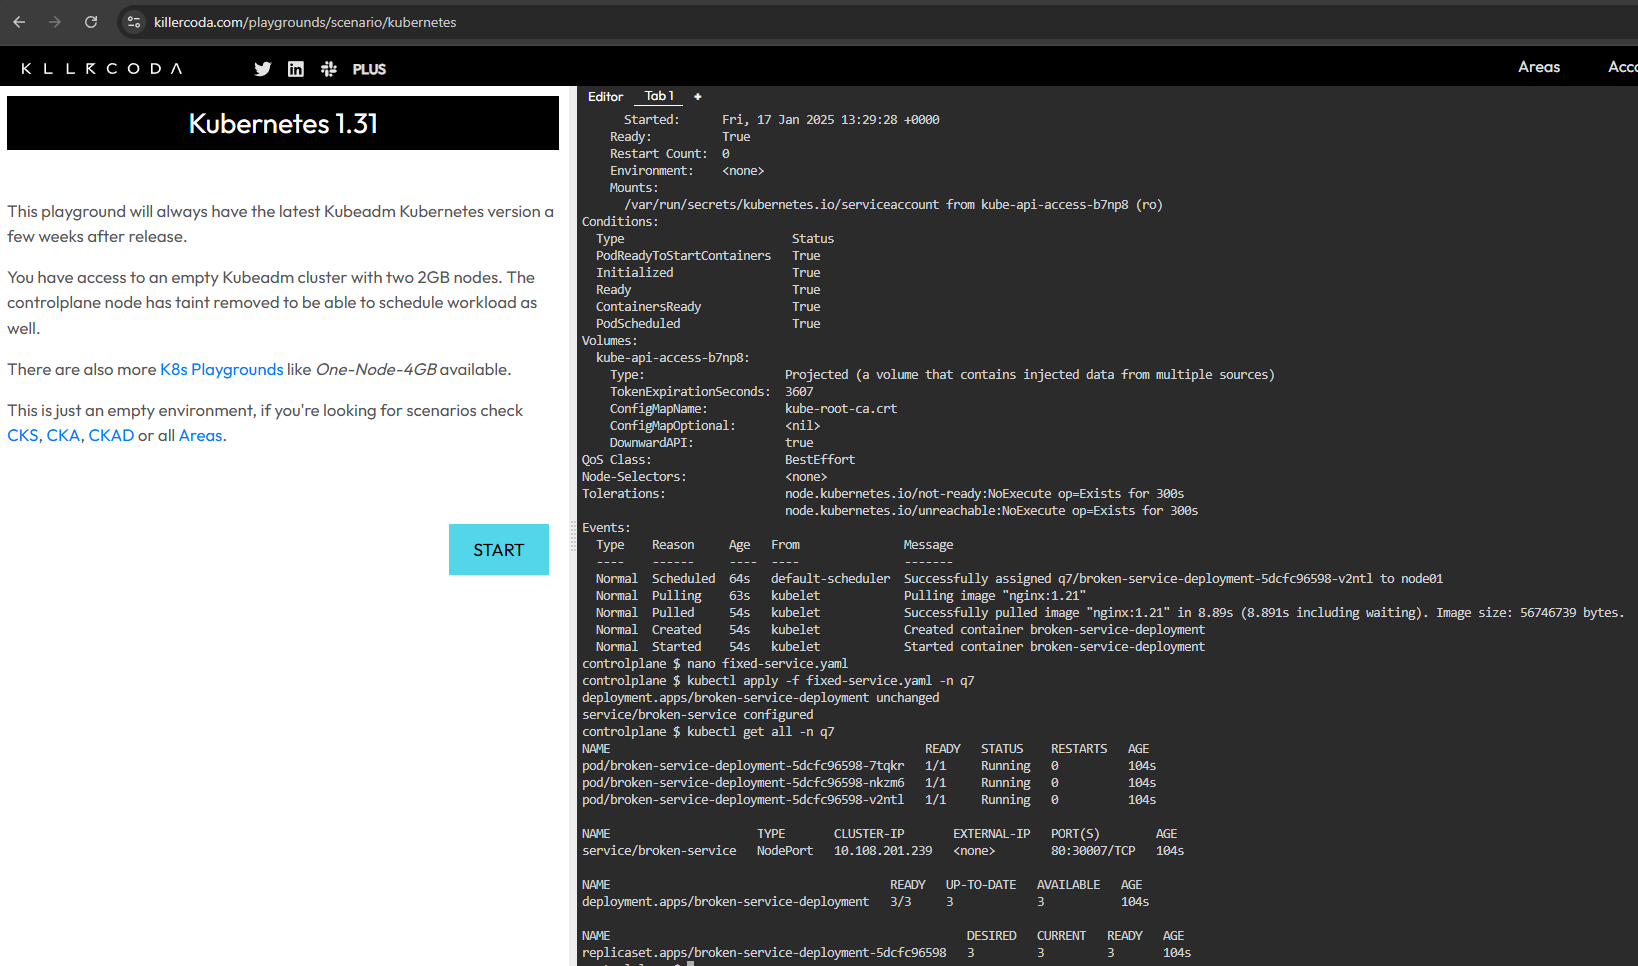 killercoda.com/playgrounds/scenario/kubernetes
KLLRCODA PLUS Areas Acco
Kubernetes 1.31
This playground will always have the latest Kubeadm Kubernetes version a
few weeks after release.
You have access to an empty Kubeadm cluster with two 2GB nodes. The
controlplane node has taint removed to be able to schedule workload as
well.
There are also more K8s Playgrounds like One-Node-4GB available.
This is just an empty environment, if you're looking for scenarios check
CKS, CKA, CKAD or all Areas.
START
Editor Tab 1 +
Started: Fri, 17 Jan 2025 13:29:28 +0000
Ready: True
Restart Count: 0
Environment: <none>
Mounts:
/var/run/secrets/kubernetes.io/serviceaccount from kube-api-access-b7np8 (ro)
Conditions:
Type Status
PodReadyToStartContainers True
Initialized True
Ready True
ContainersReady True
PodScheduled True
Volumes:
kube-api-access-b7np8:
Type: Projected (a volume that contains injected data from multiple sources)
TokenExpirationSeconds: 3607
ConfigMapName: kube-root-ca.crt
ConfigMapOptional: <nil>
DownwardAPI: true
QoS Class: BestEffort
Node-Selectors: <none>
Tolerations: node.kubernetes.io/not-ready:NoExecute op=Exists for 300s
node.kubernetes.io/unreachable:NoExecute op=Exists for 300s
Events:
Type Reason Age From Message
---- ------ ---- ---- -------
Normal Scheduled 64s default-scheduler Successfully assigned q7/broken-service-deployment-5dcfc96598-v2ntl to node01
Normal Pulling 63s kubelet Pulling image "nginx:1.21"
Normal Pulled 54s kubelet Successfully pulled image "nginx:1.21" in 8.89s (8.891s including waiting). Image size: 56746739 bytes.
Normal Created 54s kubelet Created container broken-service-deployment
Normal Started 54s kubelet Started container broken-service-deployment
controlplane $ nano fixed-service.yaml
controlplane $ kubectl apply -f fixed-service.yaml -n q7
deployment.apps/broken-service-deployment unchanged
service/broken-service configured
controlplane $ kubectl get all -n q7
NAME READY STATUS RESTARTS AGE
pod/broken-service-deployment-5dcfc96598-7tqkr 1/1 Running 0 104s
pod/broken-service-deployment-5dcfc96598-nkzm6 1/1 Running 0 104s
pod/broken-service-deployment-5dcfc96598-v2ntl 1/1 Running 0 104s
NAME TYPE CLUSTER-IP EXTERNAL-IP PORT(S) AGE
service/broken-service NodePort 10.108.201.239 <none> 80:30007/TCP 104s
NAME READY UP-TO-DATE AVAILABLE AGE
deployment.apps/broken-service-deployment 3/3 3 3 104s
NAME DESIRED CURRENT READY AGE
replicaset.apps/broken-service-deployment-5dcfc96598 3 3 3 104s